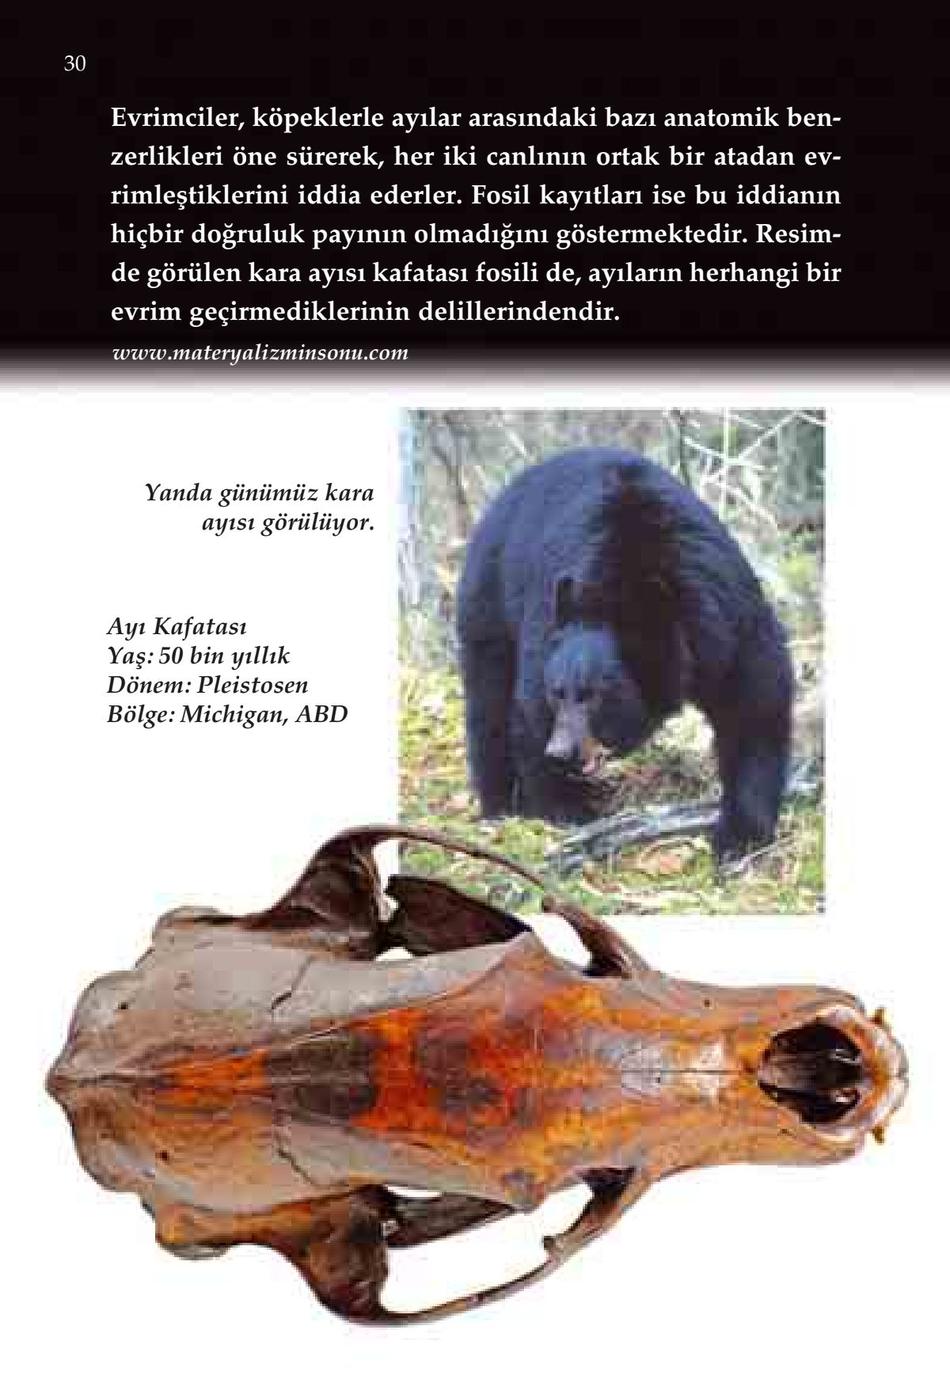 30
Evrimciler, köpeklerle ayılar arasındaki bazı anatomik ben-
zerlikleri öne sürerek, her iki canlının ortak bir atadan ev-
rimleştiklerini iddia ederler. Fosil kayıtları ise bu iddianın
hiçbir doğruluk payının olmadığını göstermektedir. Resim-
de görülen kara ayısı kafatası fosili de, ayıların herhangi bir
evrim geçirmediklerinin delillerindendir.
www.materyalizminsonu.com
Yanda günümüz kara
ayısı görülüyor.
Ayı Kafatası
Yaş: 50 bin yıllık
Dönem: Pleistosen
Bölge: Michigan, ABD